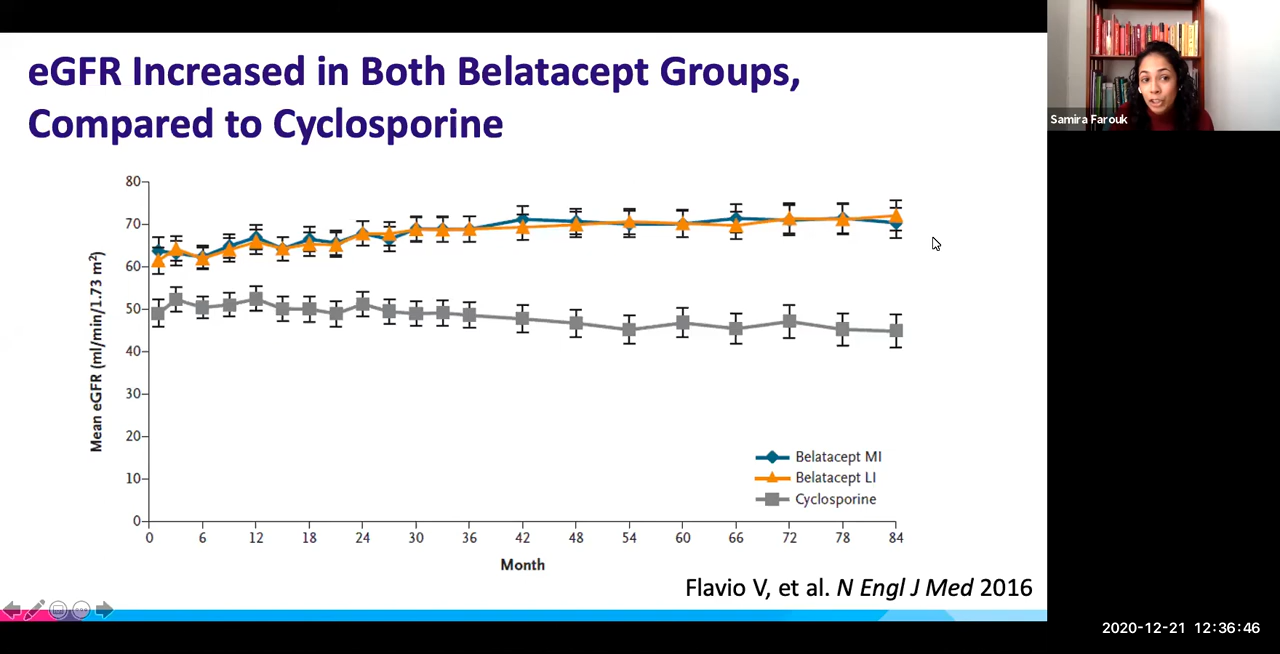 eGFR Increased in Both Belatacept Groups,
Compared to Cyclosporine
Samira Farouk
80
70
60
50
40
30
20
10
0
Mean eGFR (ml/min/1.73 m²)
0 6 12 18 24 30 36 42 48 54 60 66 72 78 84
Month
Belatacept MI
Belatacept LI
Cyclosporine
Flavio V, et al. N Engl J Med 2016
2020-12-21 12:36:46